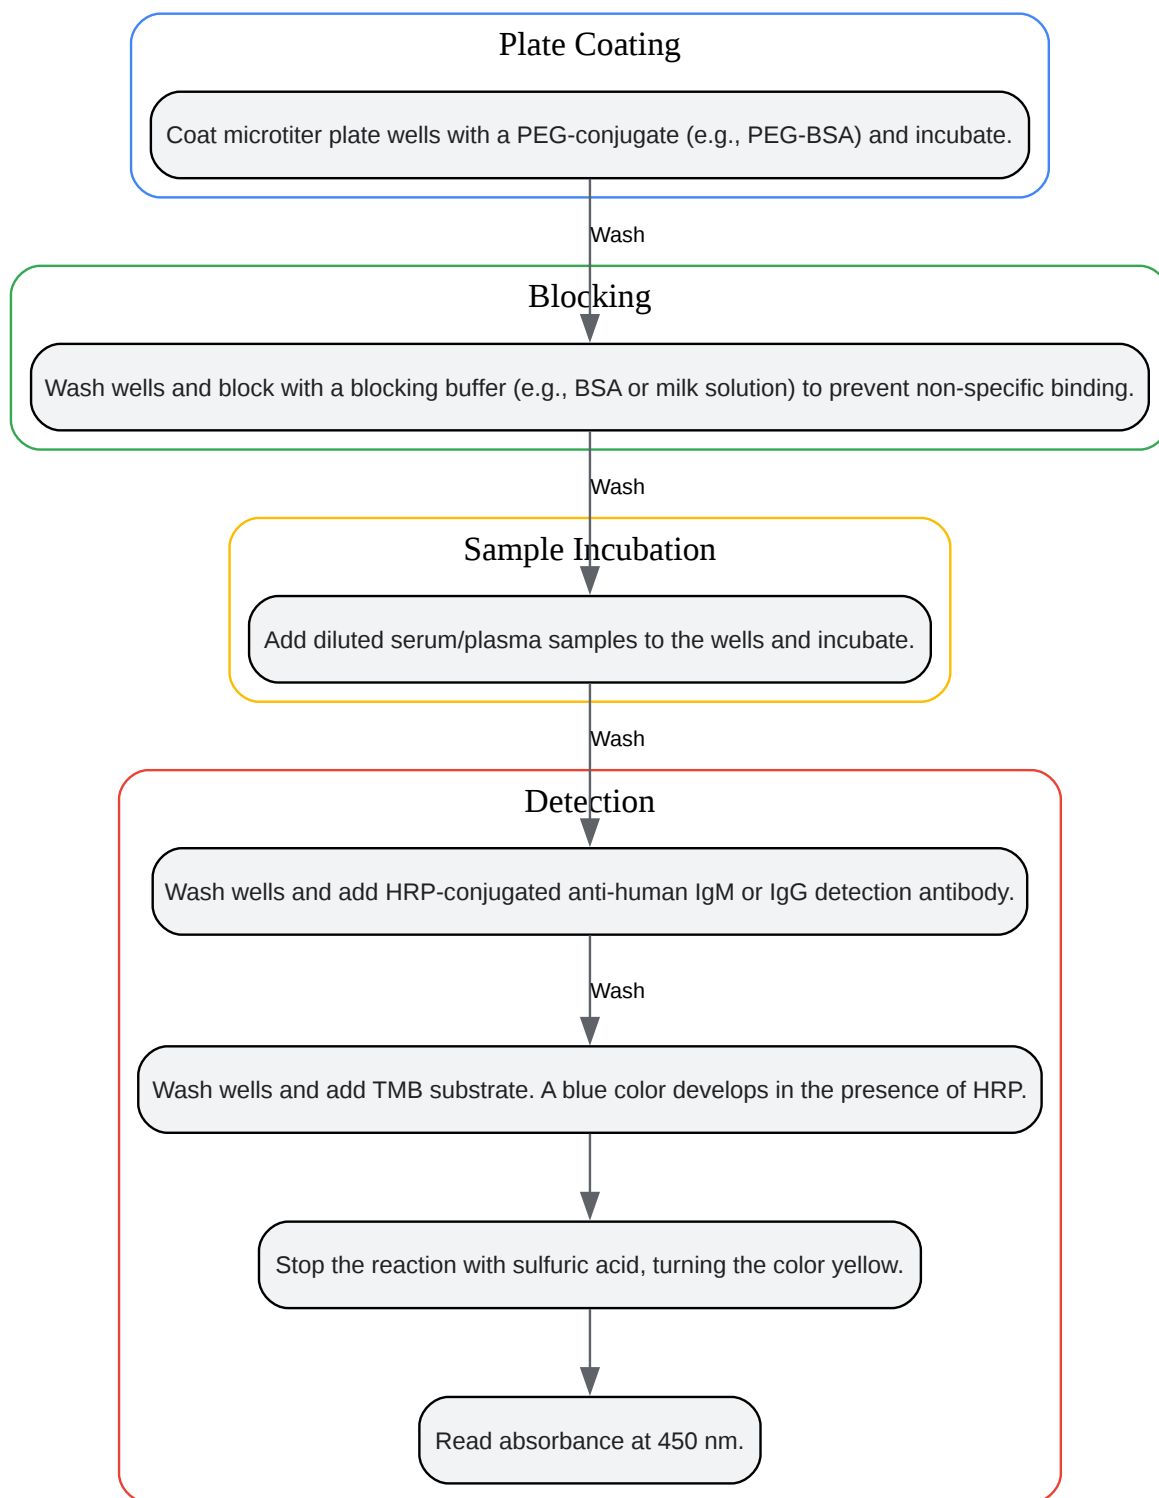 Plate Coating
Coat microtiter plate wells with a PEG-conjugate (e.g., PEG-BSA) and incubate.
Wash
Blocking
Wash wells and block with a blocking buffer (e.g., BSA or milk solution) to prevent non-specific binding.
Wash
Sample Incubation
Add diluted serum/plasma samples to the wells and incubate.
Wash
Detection
Wash wells and add HRP-conjugated anti-human IgM or IgG detection antibody.
Wash
Wash wells and add TMB substrate. A blue color develops in the presence of HRP.
Stop the reaction with sulfuric acid, turning the color yellow.
Read absorbance at 450 nm.